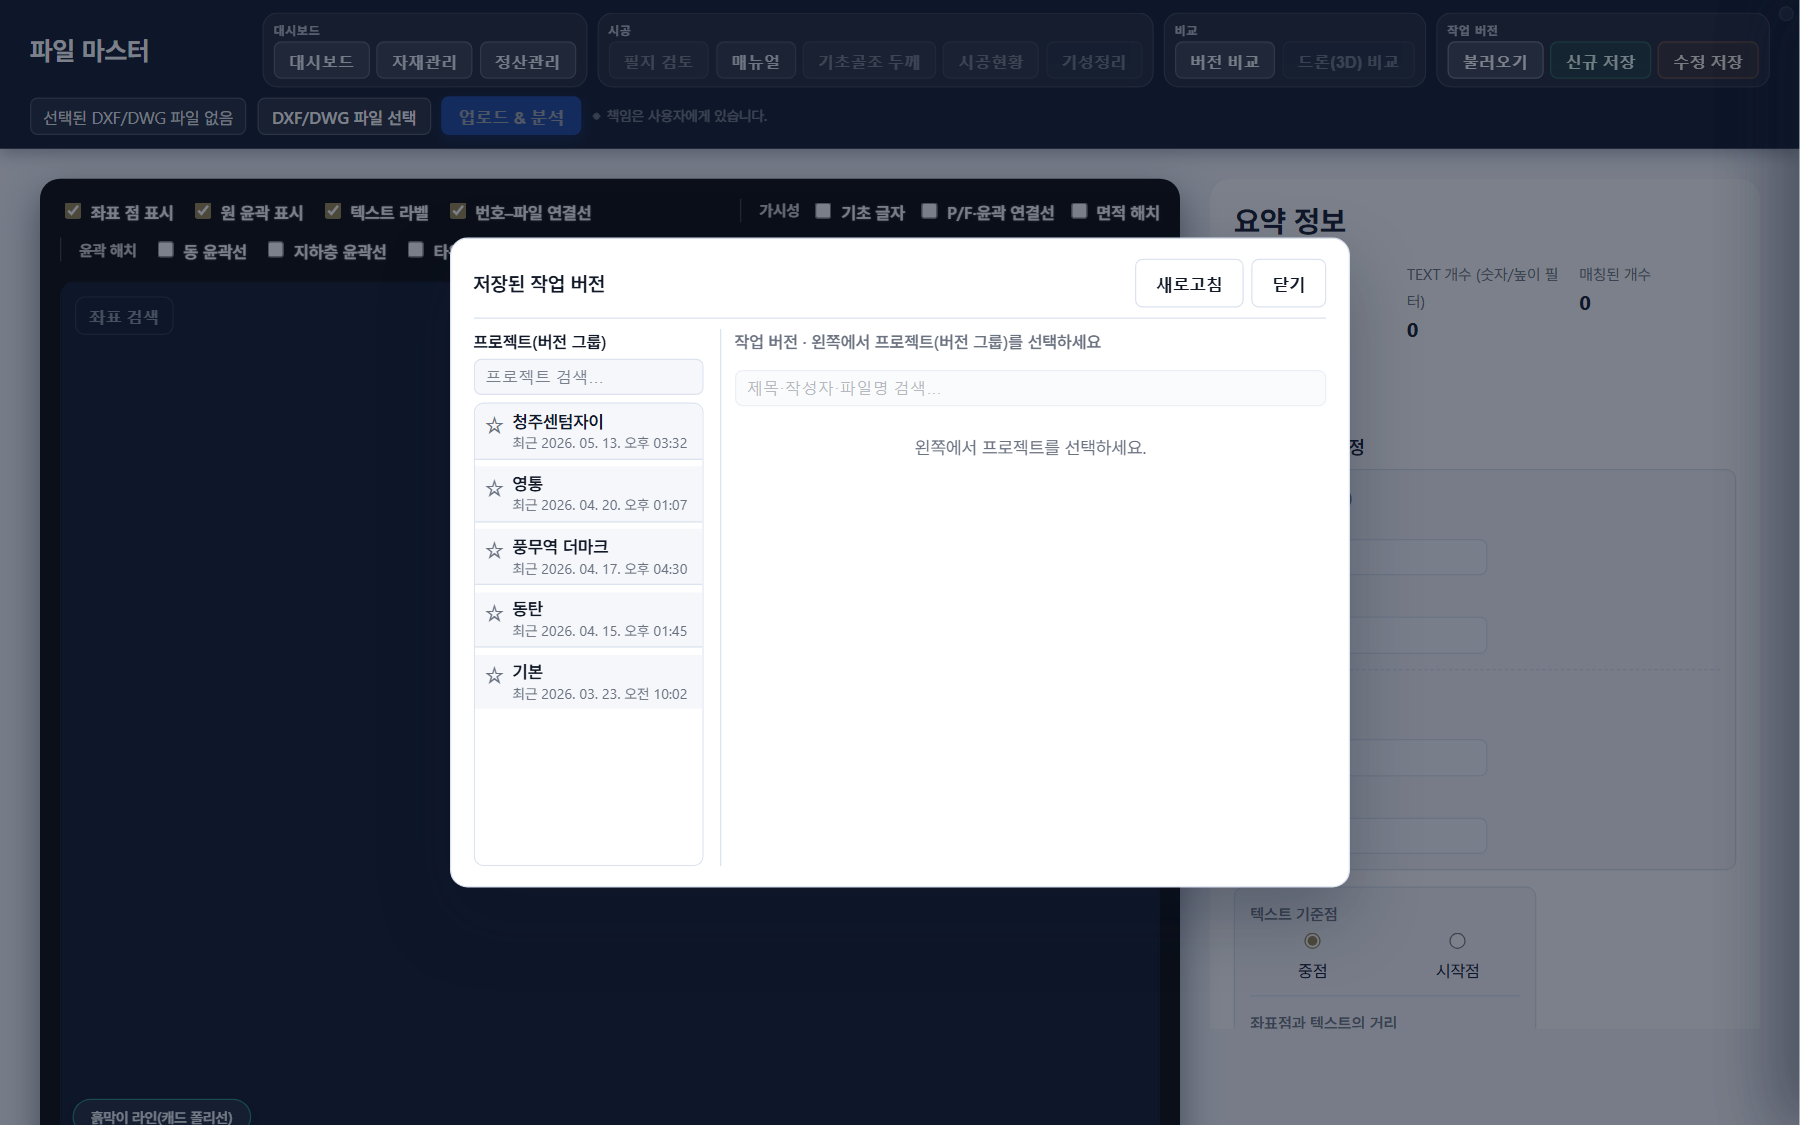 파일 마스터
대시보드
대시보드 자재관리 정산관리
시공
필지 검토 매뉴얼 기초골조 두께 시공현황 기성정리
비교
버전 비교 드론(3D) 비교
작업 버전
불러오기 신규 저장 수정 저장
선택된 DXF/DWG 파일 없음 DXF/DWG 파일 선택 업로드 & 분석 책임은 사용자에게 있습니다.
좌표 점 표시 원 윤곽 표시 텍스트 라벨 번호–파일 연결선 가시성 기초 글자 P/F·윤곽 연결선 면적 해치
윤곽 해치 동 윤곽선 지하층 윤곽선
좌표 검색
흙막이 라인(캐드 폴리선)
저장된 작업 버전
새로고침 닫기
프로젝트(버전 그룹)
프로젝트 검색...
청주센텀자이
최근 2026. 05. 13. 오후 03:32
영통
최근 2026. 04. 20. 오후 01:07
풍무역 더마크
최근 2026. 04. 17. 오후 04:30
동탄
최근 2026. 04. 15. 오후 01:45
기본
최근 2026. 03. 23. 오전 10:02
작업 버전 · 왼쪽에서 프로젝트(버전 그룹)를 선택하세요
제목·작성자·파일명 검색...
왼쪽에서 프로젝트를 선택하세요.
요약 정보
TEXT 개수 (숫자/높이 필
터)
0
매칭된 개수
0
정
텍스트 기준점
중점 시작점
좌표점과 텍스트의 거리